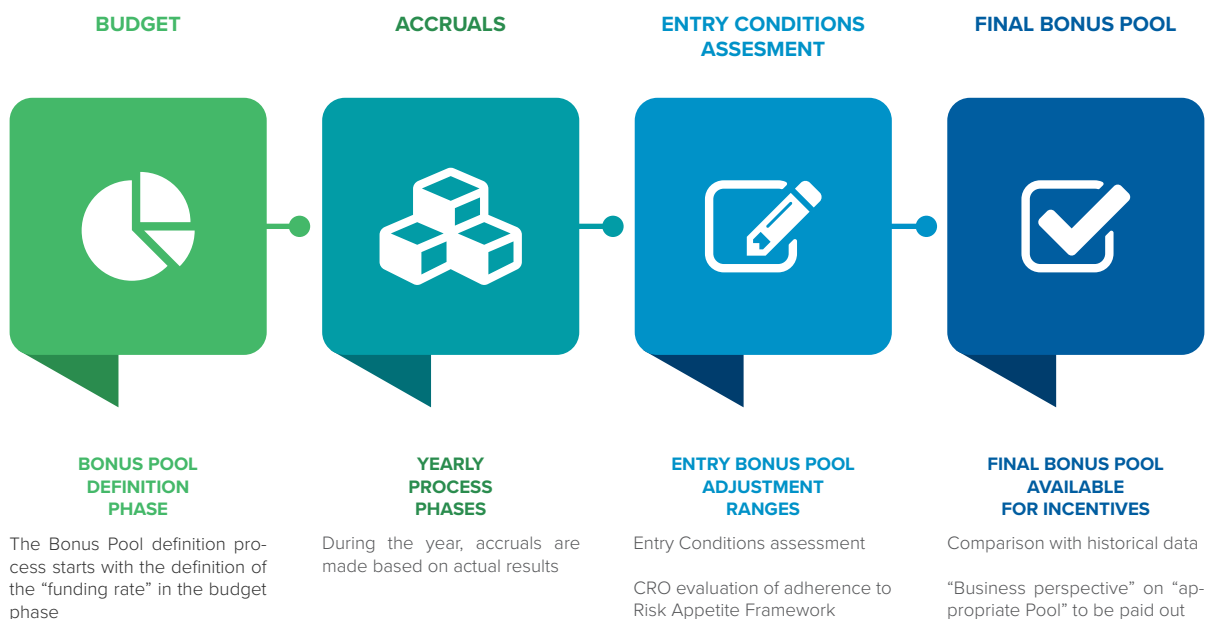 BUDGET
ACCRUALS
ENTRY CONDITIONS
ASSESMENT
FINAL BONUS POOL
BONUS POOL
DEFINITION
PHASE
The Bonus Pool definition pro-
cess starts with the definition of
the “funding rate” in the budget
phase
YEARLY
PROCESS
PHASES
During the year, accruals are
made based on actual results
ENTRY BONUS POOL
ADJUSTMENT
RANGES
Entry Conditions assessment
CRO evaluation of adherence to
Risk Appetite Framework
FINAL BONUS POOL
AVAILABLE
FOR INCENTIVES
Comparison with historical data
“Business perspective” on “ap-
propriate Pool” to be paid out